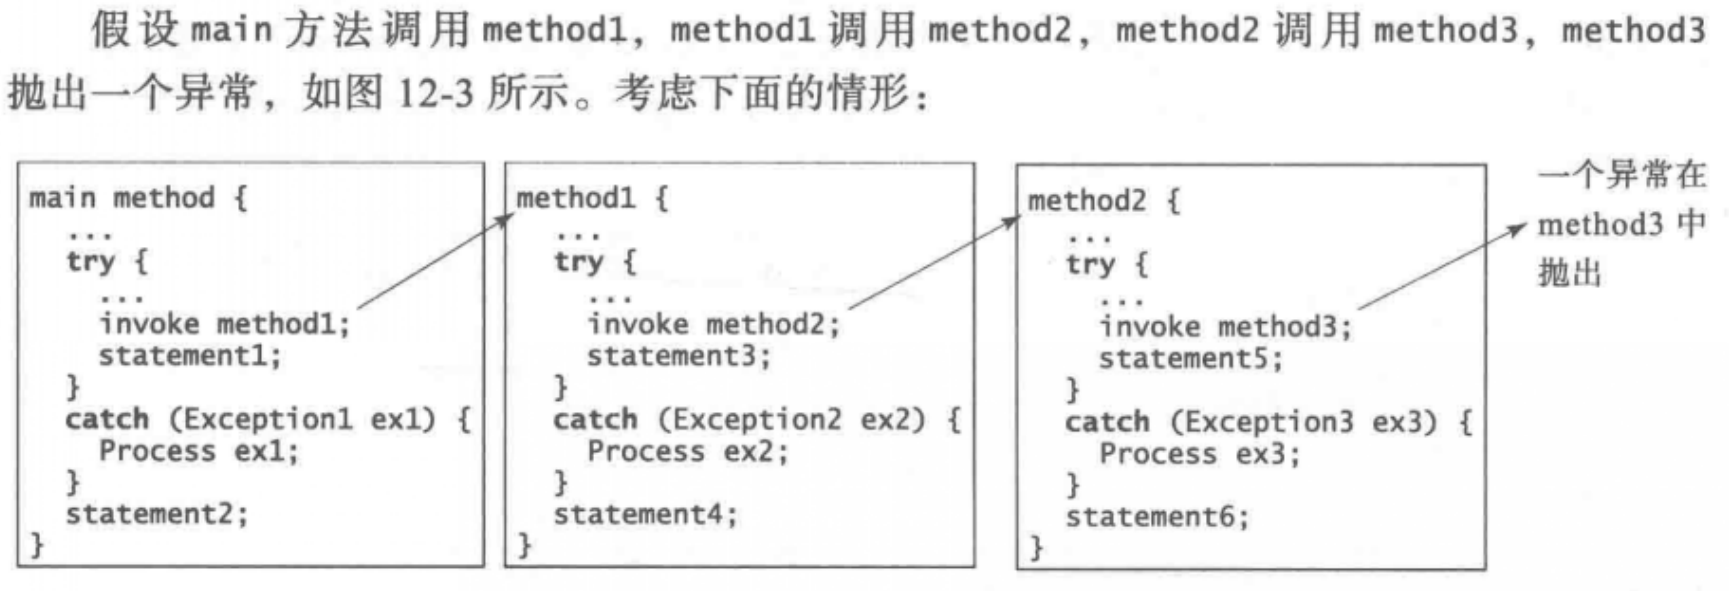 假设 main 方法调用 method1，method1 调用 method2，method2 调用 method3，method3
抛出一个异常，如图 12-3 所示。考虑下面的情形：
main method {
...
try {
...
invoke method1;
statement1;
}
catch (Exception1 ex1) {
Process ex1;
}
statement2;
}
method1 {
...
try {
...
invoke method2;
statement3;
}
catch (Exception2 ex2) {
Process ex2;
}
statement4;
}
method2 {
...
try {
...
invoke method3;
statement5;
}
catch (Exception3 ex3) {
Process ex3;
}
statement6;
}
一个异常在
method3 中
抛出